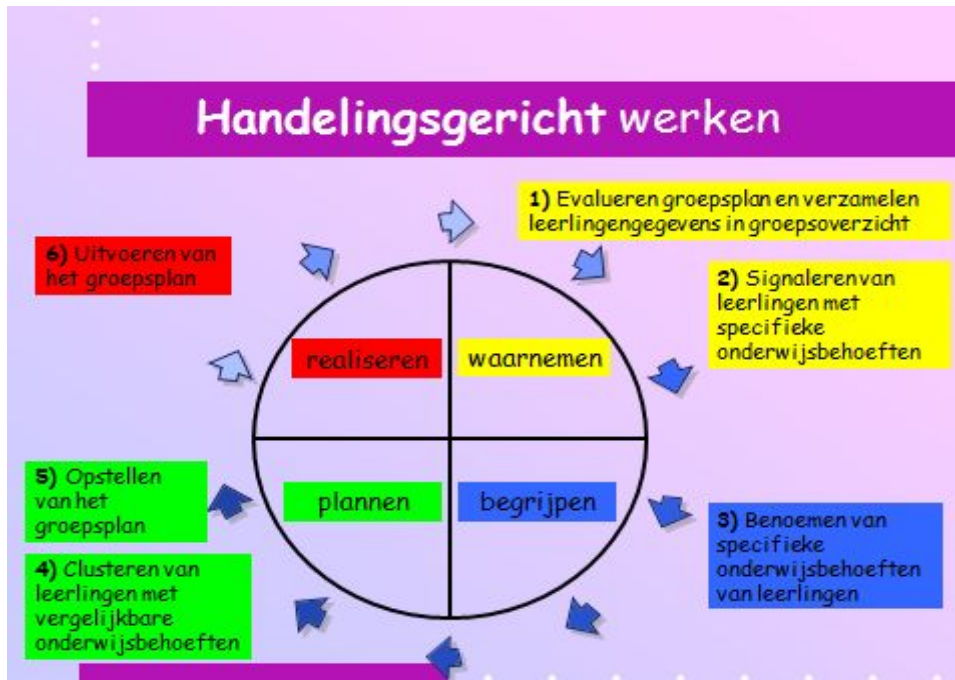 Handelingsgericht werken
1) Evalueren groepsplan en verzamelen
leerlingengegevens in groepsoverzicht
2) Signaleren van
leerlingen met
specifieke
onderwijsbehoeften
3) Benoemen van
specifieke
onderwijsbehoeften
van leerlingen
4) Clusteren van
leerlingen met
vergelijkbare
onderwijsbehoeften
5) Opstellen
van het
groepsplan
6) Uitvoeren van
het groepsplan
realiseren
waarnemen
plannen
begrijpen